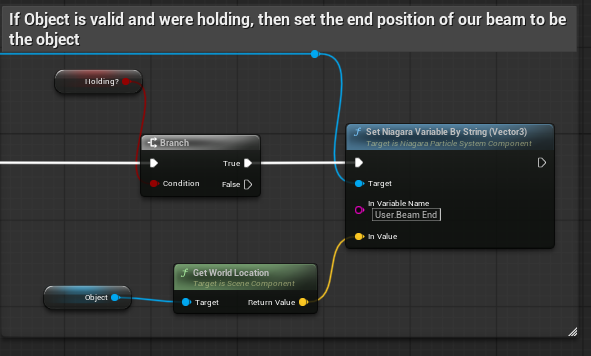 If Object is valid and were holding, then set the end position of our beam to be
the object
Holding?
Branch
True
Condition
False
Set Niagara Variable By String (Vector3)
Target is Niagara Particle System Component
Target
In Variable Name
User.Beam End
In Value
Get World Location
Target is Scene Component
Object
Target
Return Value